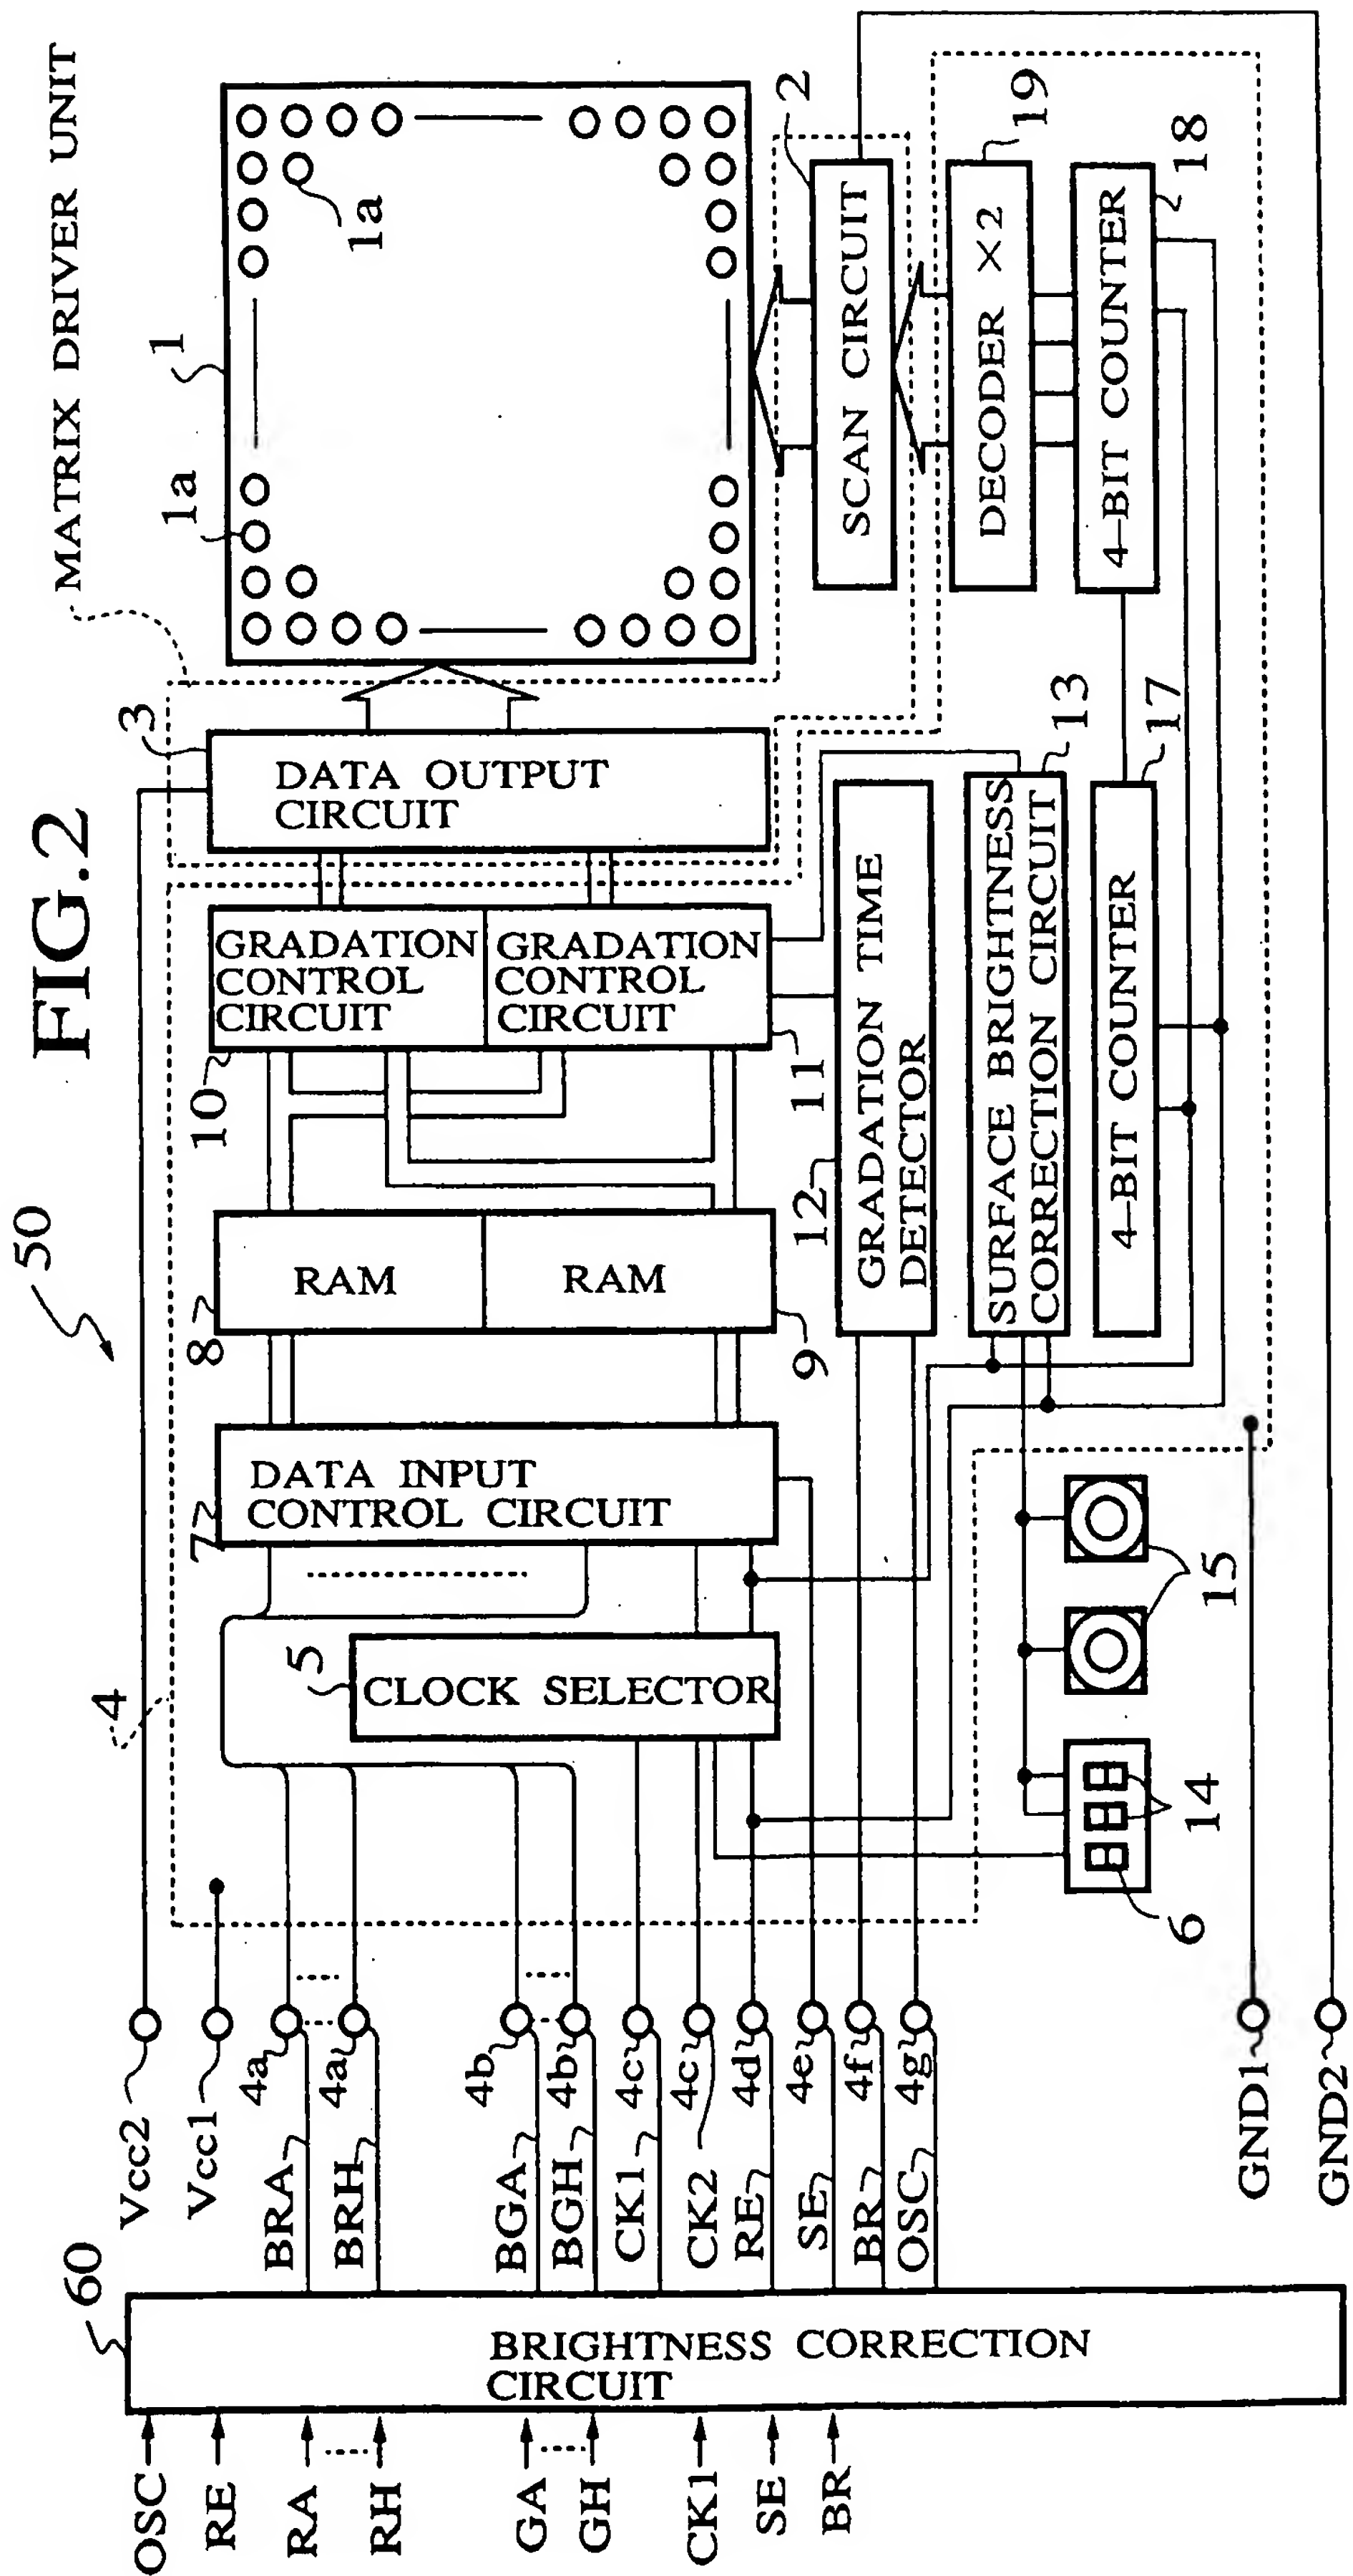 FIG.2
50
MATRIX DRIVER UNIT
4
60
BRIGHTNESS CORRECTION
CIRCUIT
OSC
RE
RA
RH
GA
GH
CK1
SE
BR
Vcc2
Vcc1
BRA
4a
BRH
4a
BGA
4b
BGH
4b
CK1
4c
CK2
4c
RE
4d
SE
4e
BR
4f
OSC
4g
GND1
GND2
5
CLOCK SELECTOR
7
DATA INPUT
CONTROL CIRCUIT
8
RAM
RAM
9
10
GRADATION
CONTROL
CIRCUIT
GRADATION
CONTROL
CIRCUIT
11
3
DATA OUTPUT
CIRCUIT
1
1a
1a
2
SCAN CIRCUIT
DECODER ×2
19
4-BIT COUNTER
18
12
GRADATION TIME
DETECTOR
SURFACE BRIGHTNESS
CORRECTION CIRCUIT
13
4-BIT COUNTER
17
6
14
15